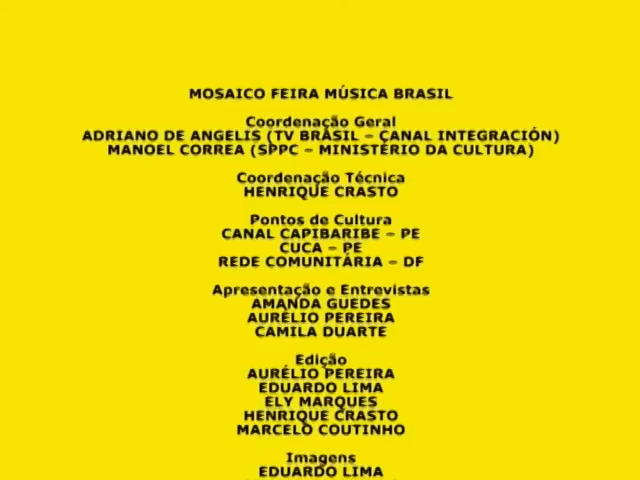 MOSAICO FEIRA MÚSICA BRASIL
Coordenação Geral
ADRIANO DE ANGELIS (TV BRASIL – CANAL INTEGRACIÓN)
MANOEL CORREA (SPPC – MINISTÉRIO DA CULTURA)
Coordenação Técnica
HENRIQUE CRASTO
Pontos de Cultura
CANAL CAPIBARIBE – PE
CUCA – PE
REDE COMUNITÁRIA – DF
Apresentação e Entrevistas
AMANDA GUEDES
AURÉLIO PEREIRA
CAMILA DUARTE
Edição
AURÉLIO PEREIRA
EDUARDO LIMA
ELY MARQUES
HENRIQUE CRASTO
MARCELO COUTINHO
Imagens
EDUARDO LIMA